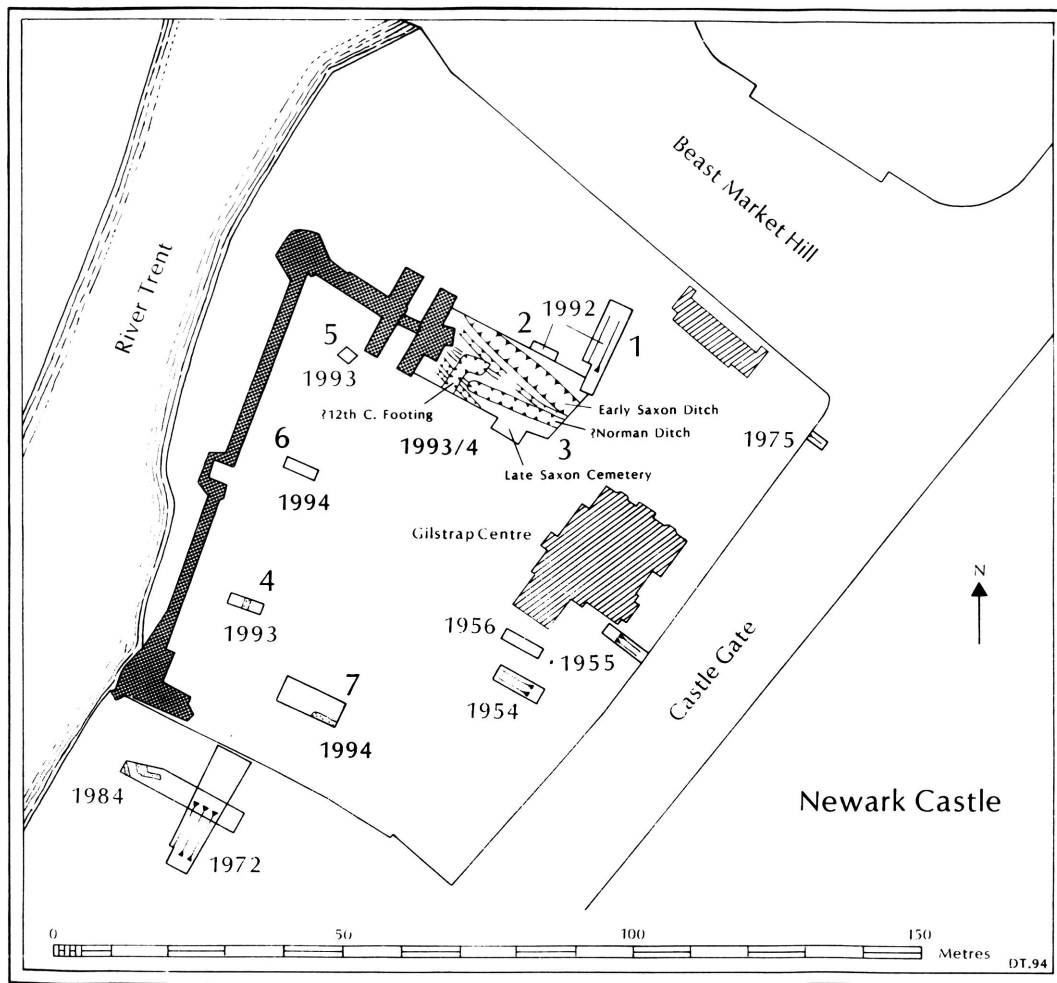 Beast Market Hill
River Trent
1992
2
1
5
1993
Early Saxon Ditch
?12th C. Footing
?Norman Ditch
1993/4
3
1975
6
Late Saxon Cemetery
1994
Gilstrap Centre
N
4
1993
1956
1955
Castle Gate
7
1954
1994
1984
Newark Castle
1972
0
50
100
150
Metres
DT.94